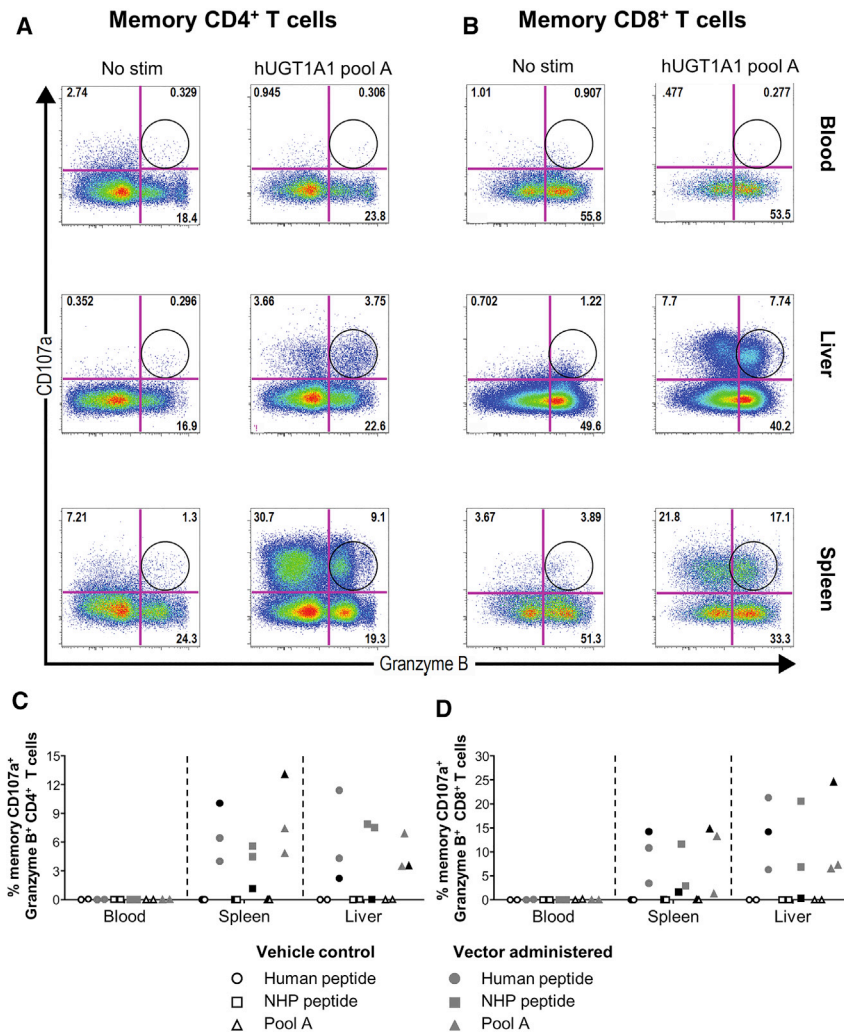 A Memory CD4+ T cells B Memory CD8+ T cells
No stim hUGT1A1 pool A No stim hUGT1A1 pool A
2.74 0.329 0.945 0.306 1.01 0.907 .477 0.277
Blood
18.4 23.8 55.8 53.5
0.352 0.296 3.66 3.75 0.702 1.22 7.7 7.74
CD107a
Liver
16.9 22.6 49.6 40.2
7.21 1.3 30.7 9.1 3.67 3.89 21.8 17.1
Spleen
24.3 19.3 51.3 33.3
Granzyme B
C
% memory CD107a+
Granzyme B+ CD4+ T cells
15
12
9
6
3
0
Blood Spleen Liver
D
% memory CD107a+
Granzyme B+ CD8+ T cells
30
25
20
15
10
5
0
Blood Spleen Liver
Vehicle control Vector administered
Human peptide Human peptide
NHP peptide NHP peptide
Pool A Pool A